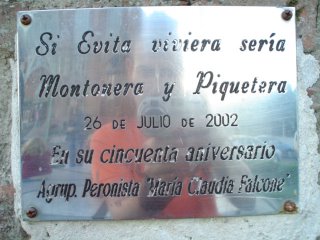 Si Evita viviera sería
Montonera y Piquetera
26 DE JULIO DE 2002
En su cincuenta aniversario
Agrup. Peronista "María Claudia Falcone"